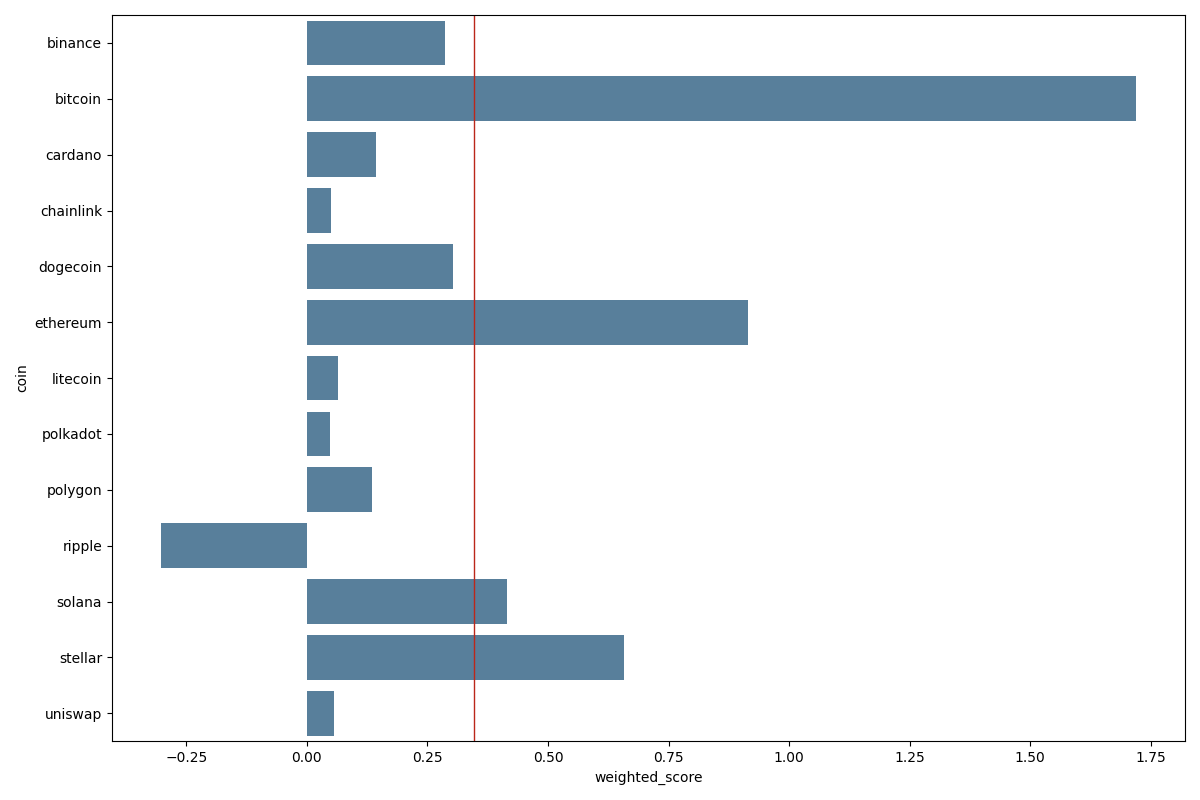 binance
bitcoin
cardano
chainlink
dogecoin
ethereum
litecoin
polkadot
polygon
ripple
solana
stellar
uniswap
coin
−0.25 0.00 0.25 0.50 0.75 1.00 1.25 1.50 1.75
weighted_score